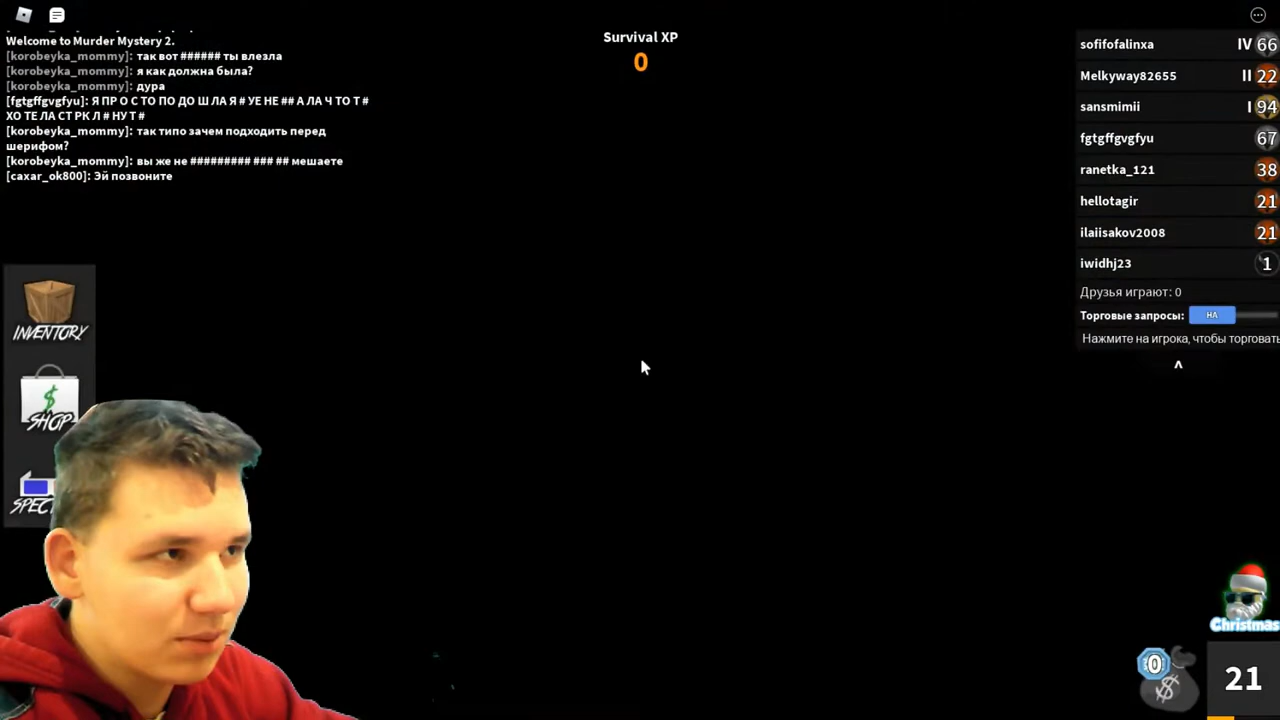 Welcome to Murder Mystery 2.
[korobeyka_mommy]: так вот ###### ты влезла
[korobeyka_mommy]: я как должна была?
[korobeyka_mommy]: дура
[fgtgffgvgfyu]: Я ПР О С ТО ПО ДО Ш ЛА Я # УЕ НЕ ## А ЛА Ч ТО Т #
ХО ТЕ ЛА СТ РК Л # НУ Т #
[korobeyka_mommy]: так типо зачем подходить перед
шерифом?
[korobeyka_mommy]: вы же не ######### ### ## мешаете
[caxar_ok800]: Эй позвоните
Survival XP
0
sofifofalinxa IV 66
Melkyway82655 II 22
sansmimii I 94
fgtgffgvgfyu 67
ranetka_121 38
hellotagir 21
ilaiisakov2008 21
iwidhj23 1
Друзья играют: 0
Торговые запросы: НА
Нажмите на игрока, чтобы торговать
INVENTORY
SHOP
SPEC
Christmas
0
21